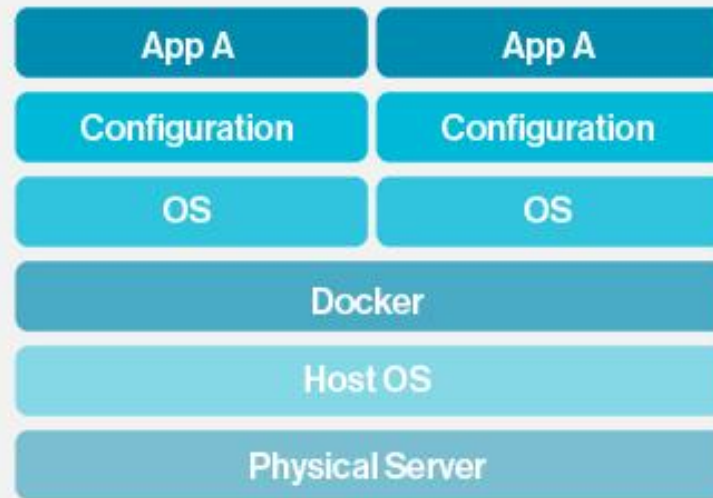 App A App A
Configuration Configuration
OS OS
Docker
Host OS
Physical Server